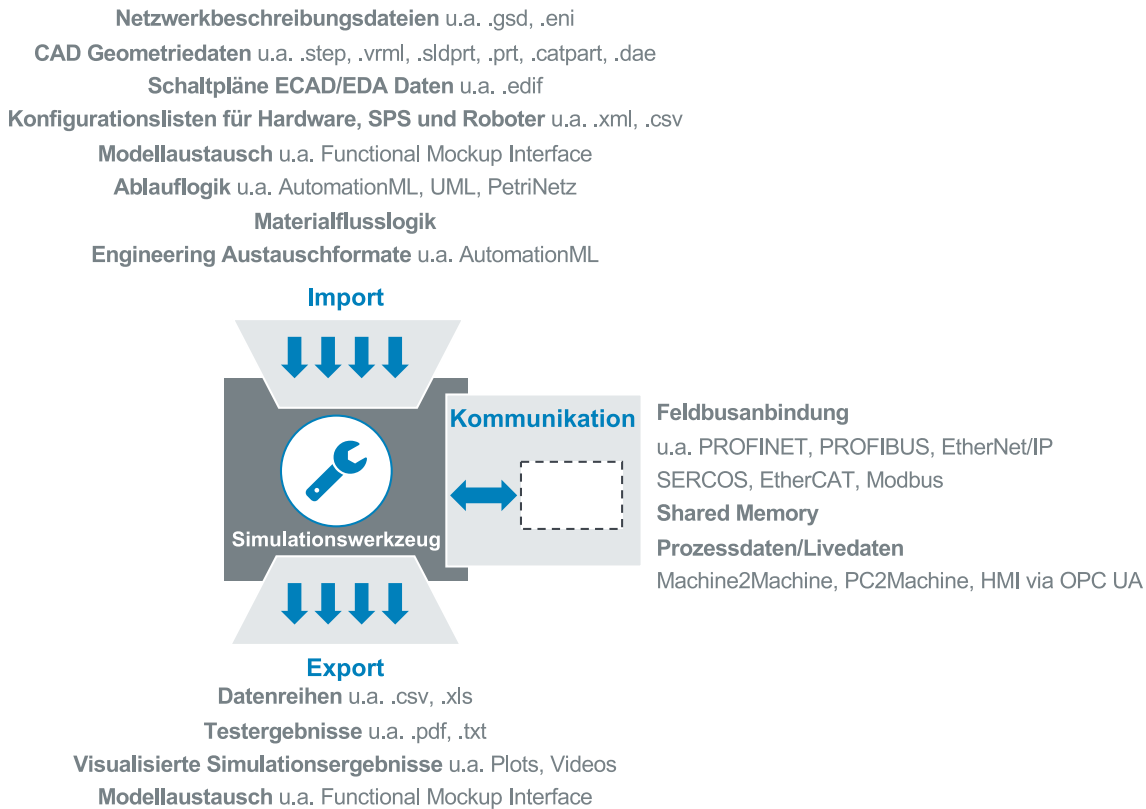 Netzwerkbeschreibungsdateien u.a. .gsd, .eni
CAD Geometriedaten u.a. .step, .vrml, .sldprt, .prt, .catpart, .dae
Schaltpläne ECAD/EDA Daten u.a. .edif
Konfigurationslisten für Hardware, SPS und Roboter u.a. .xml, .csv
Modellaustausch u.a. Functional Mockup Interface
Ablauflogik u.a. AutomationML, UML, PetriNetz
Materialflusslogik
Engineering Austauschformate u.a. AutomationML
Import
Kommunikation
Simulationswerkzeug
Feldbusanbindung
u.a. PROFINET, PROFIBUS, EtherNet/IP
SERCOS, EtherCAT, Modbus
Shared Memory
Prozessdaten/Livedaten
Machine2Machine, PC2Machine, HMI via OPC UA
Export
Datenreihen u.a. .csv, .xls
Testergebnisse u.a. .pdf, .txt
Visualisierte Simulationsergebnisse u.a. Plots, Videos
Modellaustausch u.a. Functional Mockup Interface